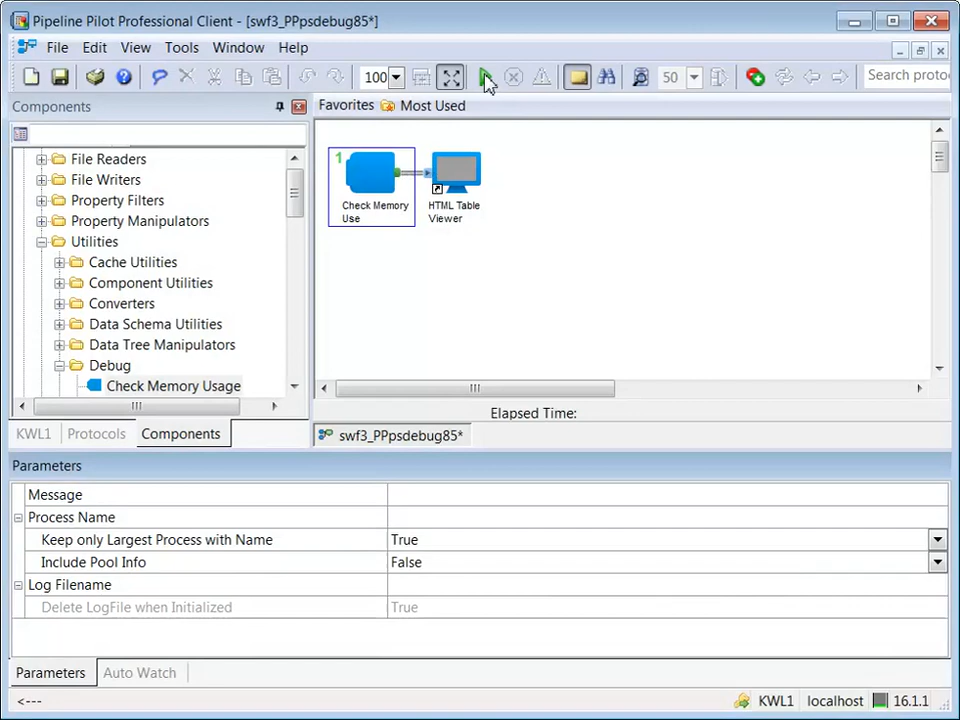 Pipeline Pilot Professional Client - [swf3_PPpsdebug85*]
File Edit View Tools Window Help
100 50 Search proto
Components
Favorites Most Used
File Readers
File Writers
Property Filters
Property Manipulators
Utilities
Cache Utilities
Component Utilities
Converters
Data Schema Utilities
Data Tree Manipulators
Debug
Check Memory Usage
1
Check Memory
Use
HTML Table
Viewer
Elapsed Time:
KWL1 Protocols Components
swf3_PPpsdebug85*
Parameters
Message
Process Name
Keep only Largest Process with Name True
Include Pool Info False
Log Filename
Delete LogFile when Initialized True
Parameters Auto Watch
<--- KWL1 localhost 16.1.1